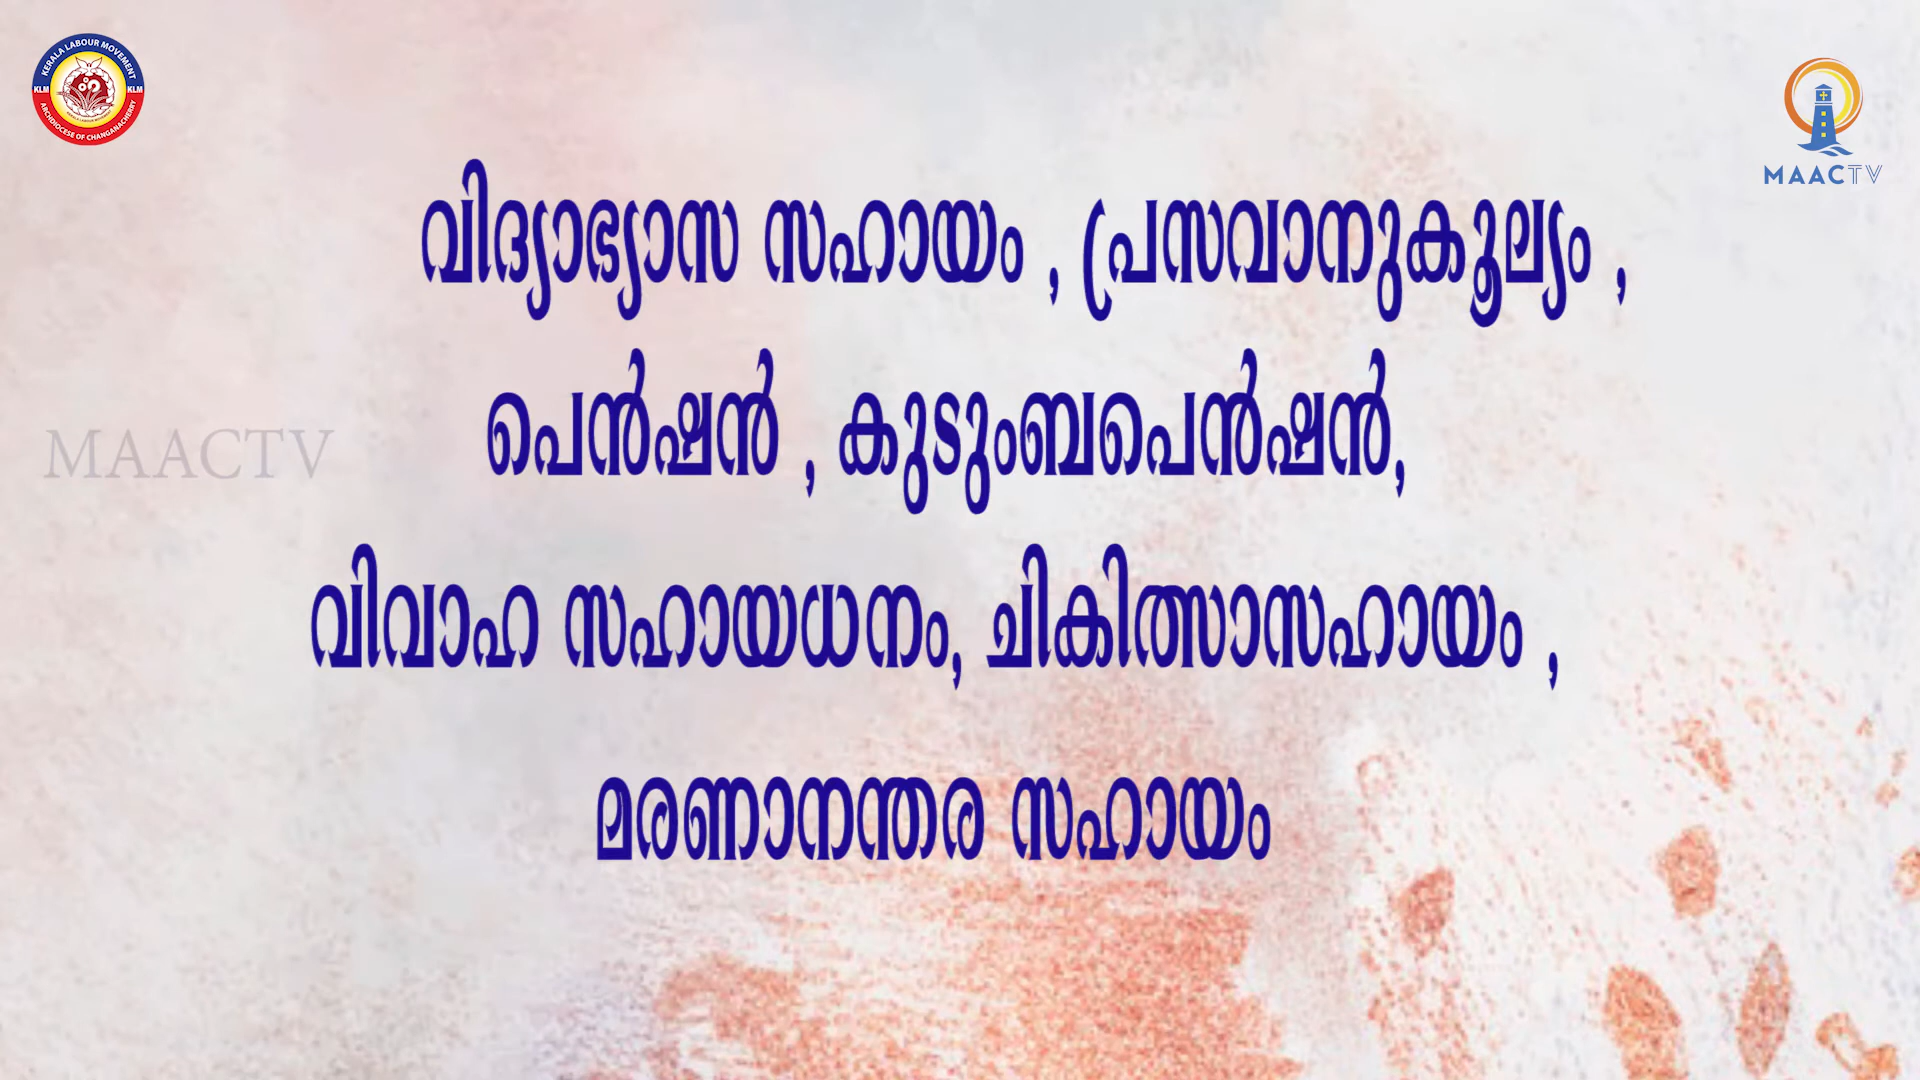 KERALA LABOUR MOVEMENT
KLM KLM
ARCHDIOCESE OF CHANGANACHERRY
MAACTV
വിദ്യാഭ്യാസ സഹായം , പ്രസവാനുകൂല്യം ,
പെൻഷൻ , കുടുംബപെൻഷൻ,
MAACTV
വിവാഹ സഹായധനം, ചികിത്സാസഹായം ,
മരണാനന്തര സഹായം